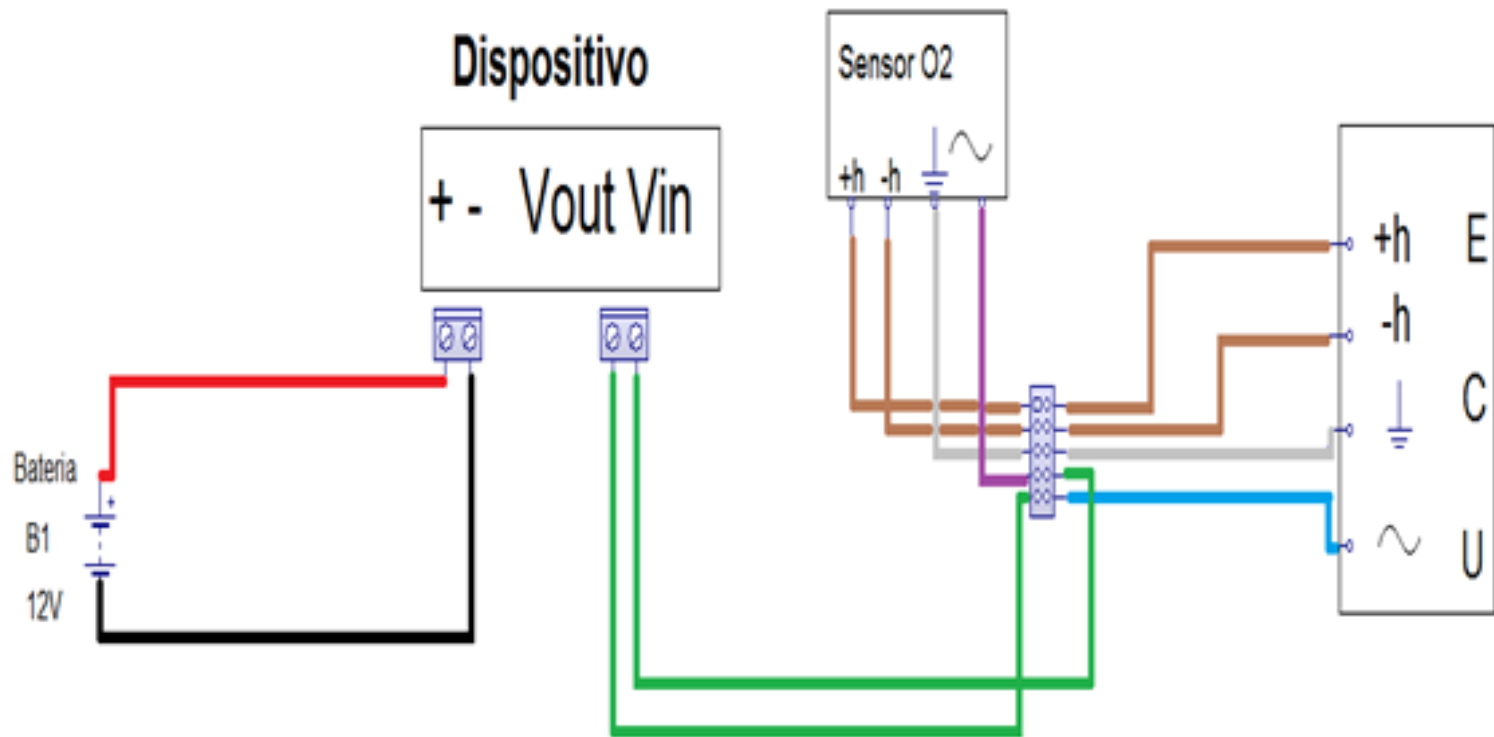 Dispositivo
+ - Vout Vin
Sensor O2
+h -h
+h E
-h
C
U
Bateria
+
B1
12V